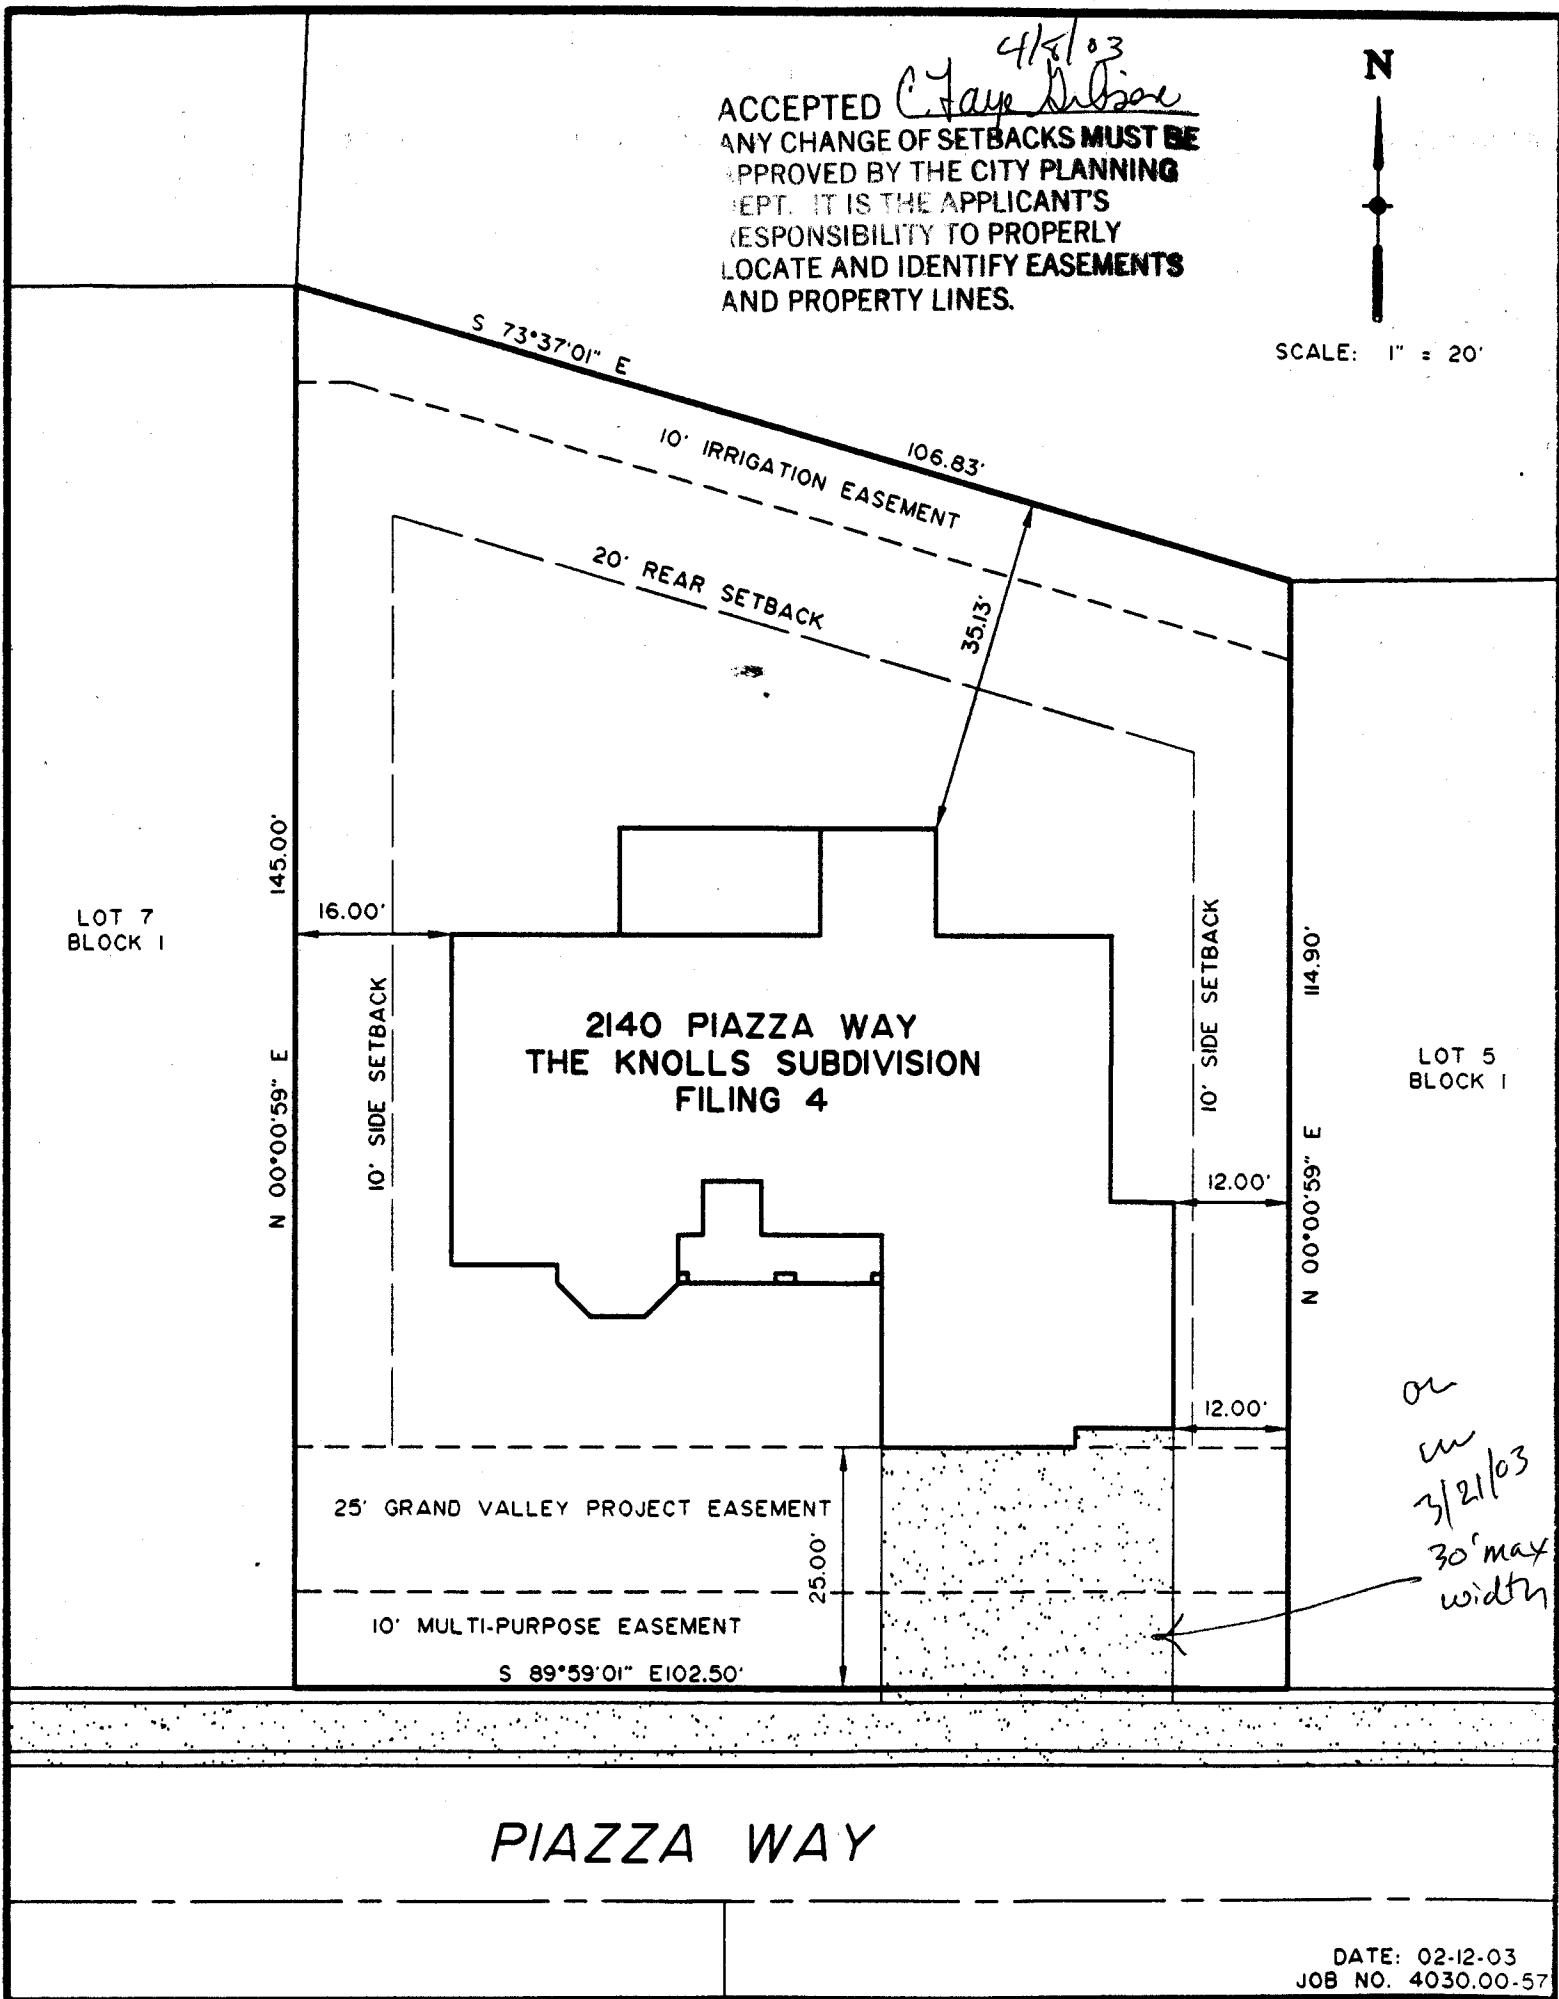 4/8/03
ACCEPTED C. Faye Gibson
ANY CHANGE OF SETBACKS MUST BE
APPROVED BY THE CITY PLANNING
DEPT. IT IS THE APPLICANT'S
RESPONSIBILITY TO PROPERLY
LOCATE AND IDENTIFY EASEMENTS
AND PROPERTY LINES.
N
SCALE: 1" = 20'
S 73°37'01" E
106.83'
10' IRRIGATION EASEMENT
20' REAR SETBACK
35.13'
145.00'
N 00°00'59" E
LOT 7
BLOCK 1
16.00'
10' SIDE SETBACK
2140 PIAZZA WAY
THE KNOLLS SUBDIVISION
FILING 4
10' SIDE SETBACK
114.90'
N 00°00'59" E
LOT 5
BLOCK 1
12.00'
12.00'
25' GRAND VALLEY PROJECT EASEMENT
25.00'
10' MULTI-PURPOSE EASEMENT
S 89°59'01" E102.50'
3/21/03
30' max
width
PIAZZA WAY
DATE: 02-12-03
JOB NO. 4030.00-57